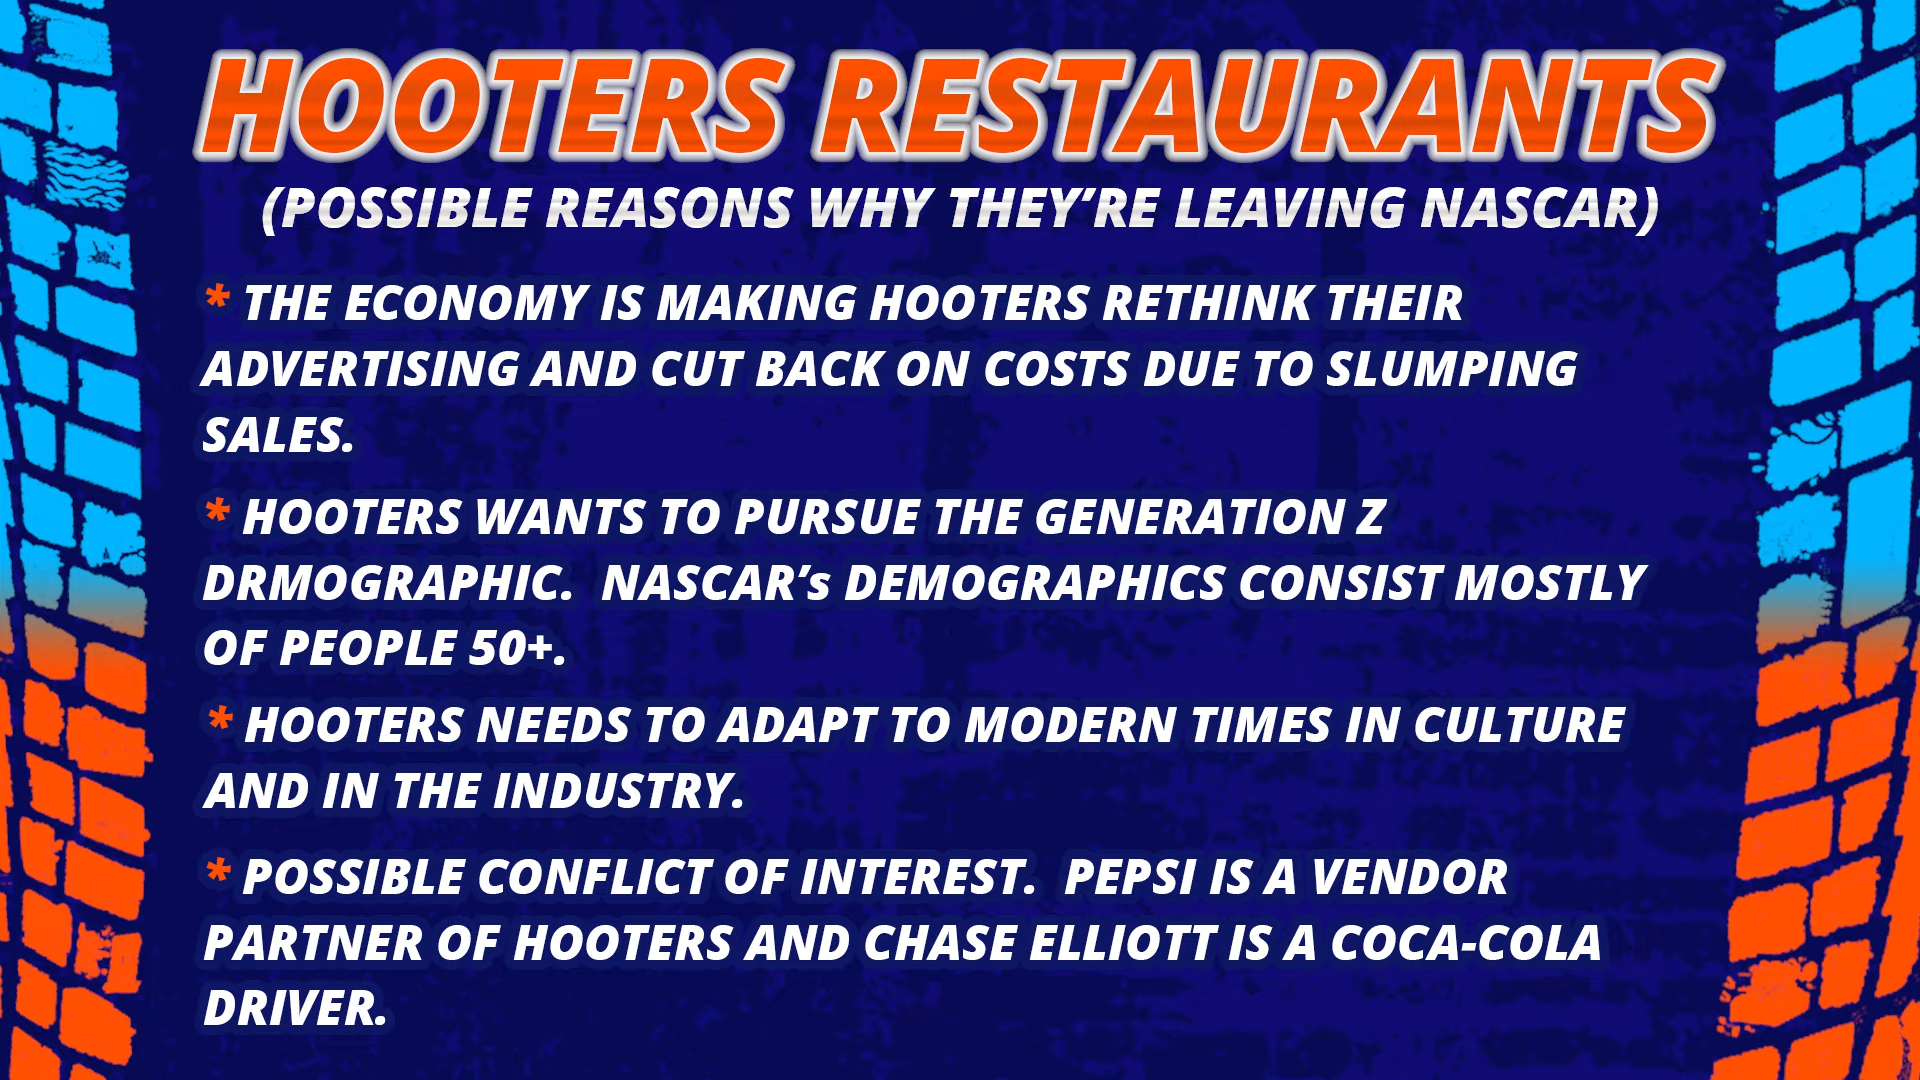 HOOTERS RESTAURANTS
(POSSIBLE REASONS WHY THEY’RE LEAVING NASCAR)
* THE ECONOMY IS MAKING HOOTERS RETHINK THEIR
ADVERTISING AND CUT BACK ON COSTS DUE TO SLUMPING
SALES.
* HOOTERS WANTS TO PURSUE THE GENERATION Z
DRMOGRAPHIC.  NASCAR’s DEMOGRAPHICS CONSIST MOSTLY
OF PEOPLE 50+.
* HOOTERS NEEDS TO ADAPT TO MODERN TIMES IN CULTURE
AND IN THE INDUSTRY.
* POSSIBLE CONFLICT OF INTEREST.  PEPSI IS A VENDOR
PARTNER OF HOOTERS AND CHASE ELLIOTT IS A COCA-COLA
DRIVER.